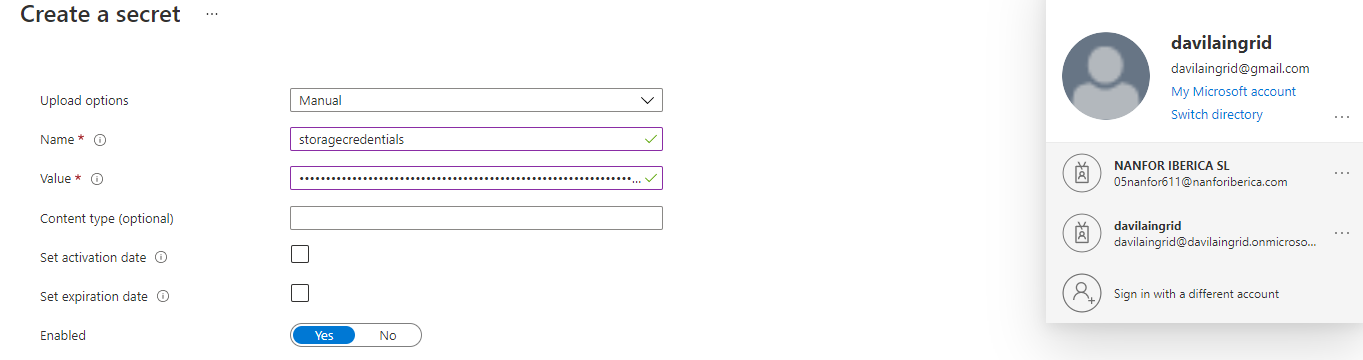 Create a secret ...
Upload options
Manual
Name *
storagecredentials
Value *
••••••••••••••••••••••••••••••••••••••••••••••••••••••••••••••••...
Content type (optional)
Set activation date
Set expiration date
Enabled
Yes No
davilaingrid
davilaingrid@gmail.com
My Microsoft account
Switch directory
...
NANFOR IBERICA SL
05nanfor611@nanforiberica.com
...
davilaingrid
davilaingrid@davilaingrid.onmicroso...
...
Sign in with a different account